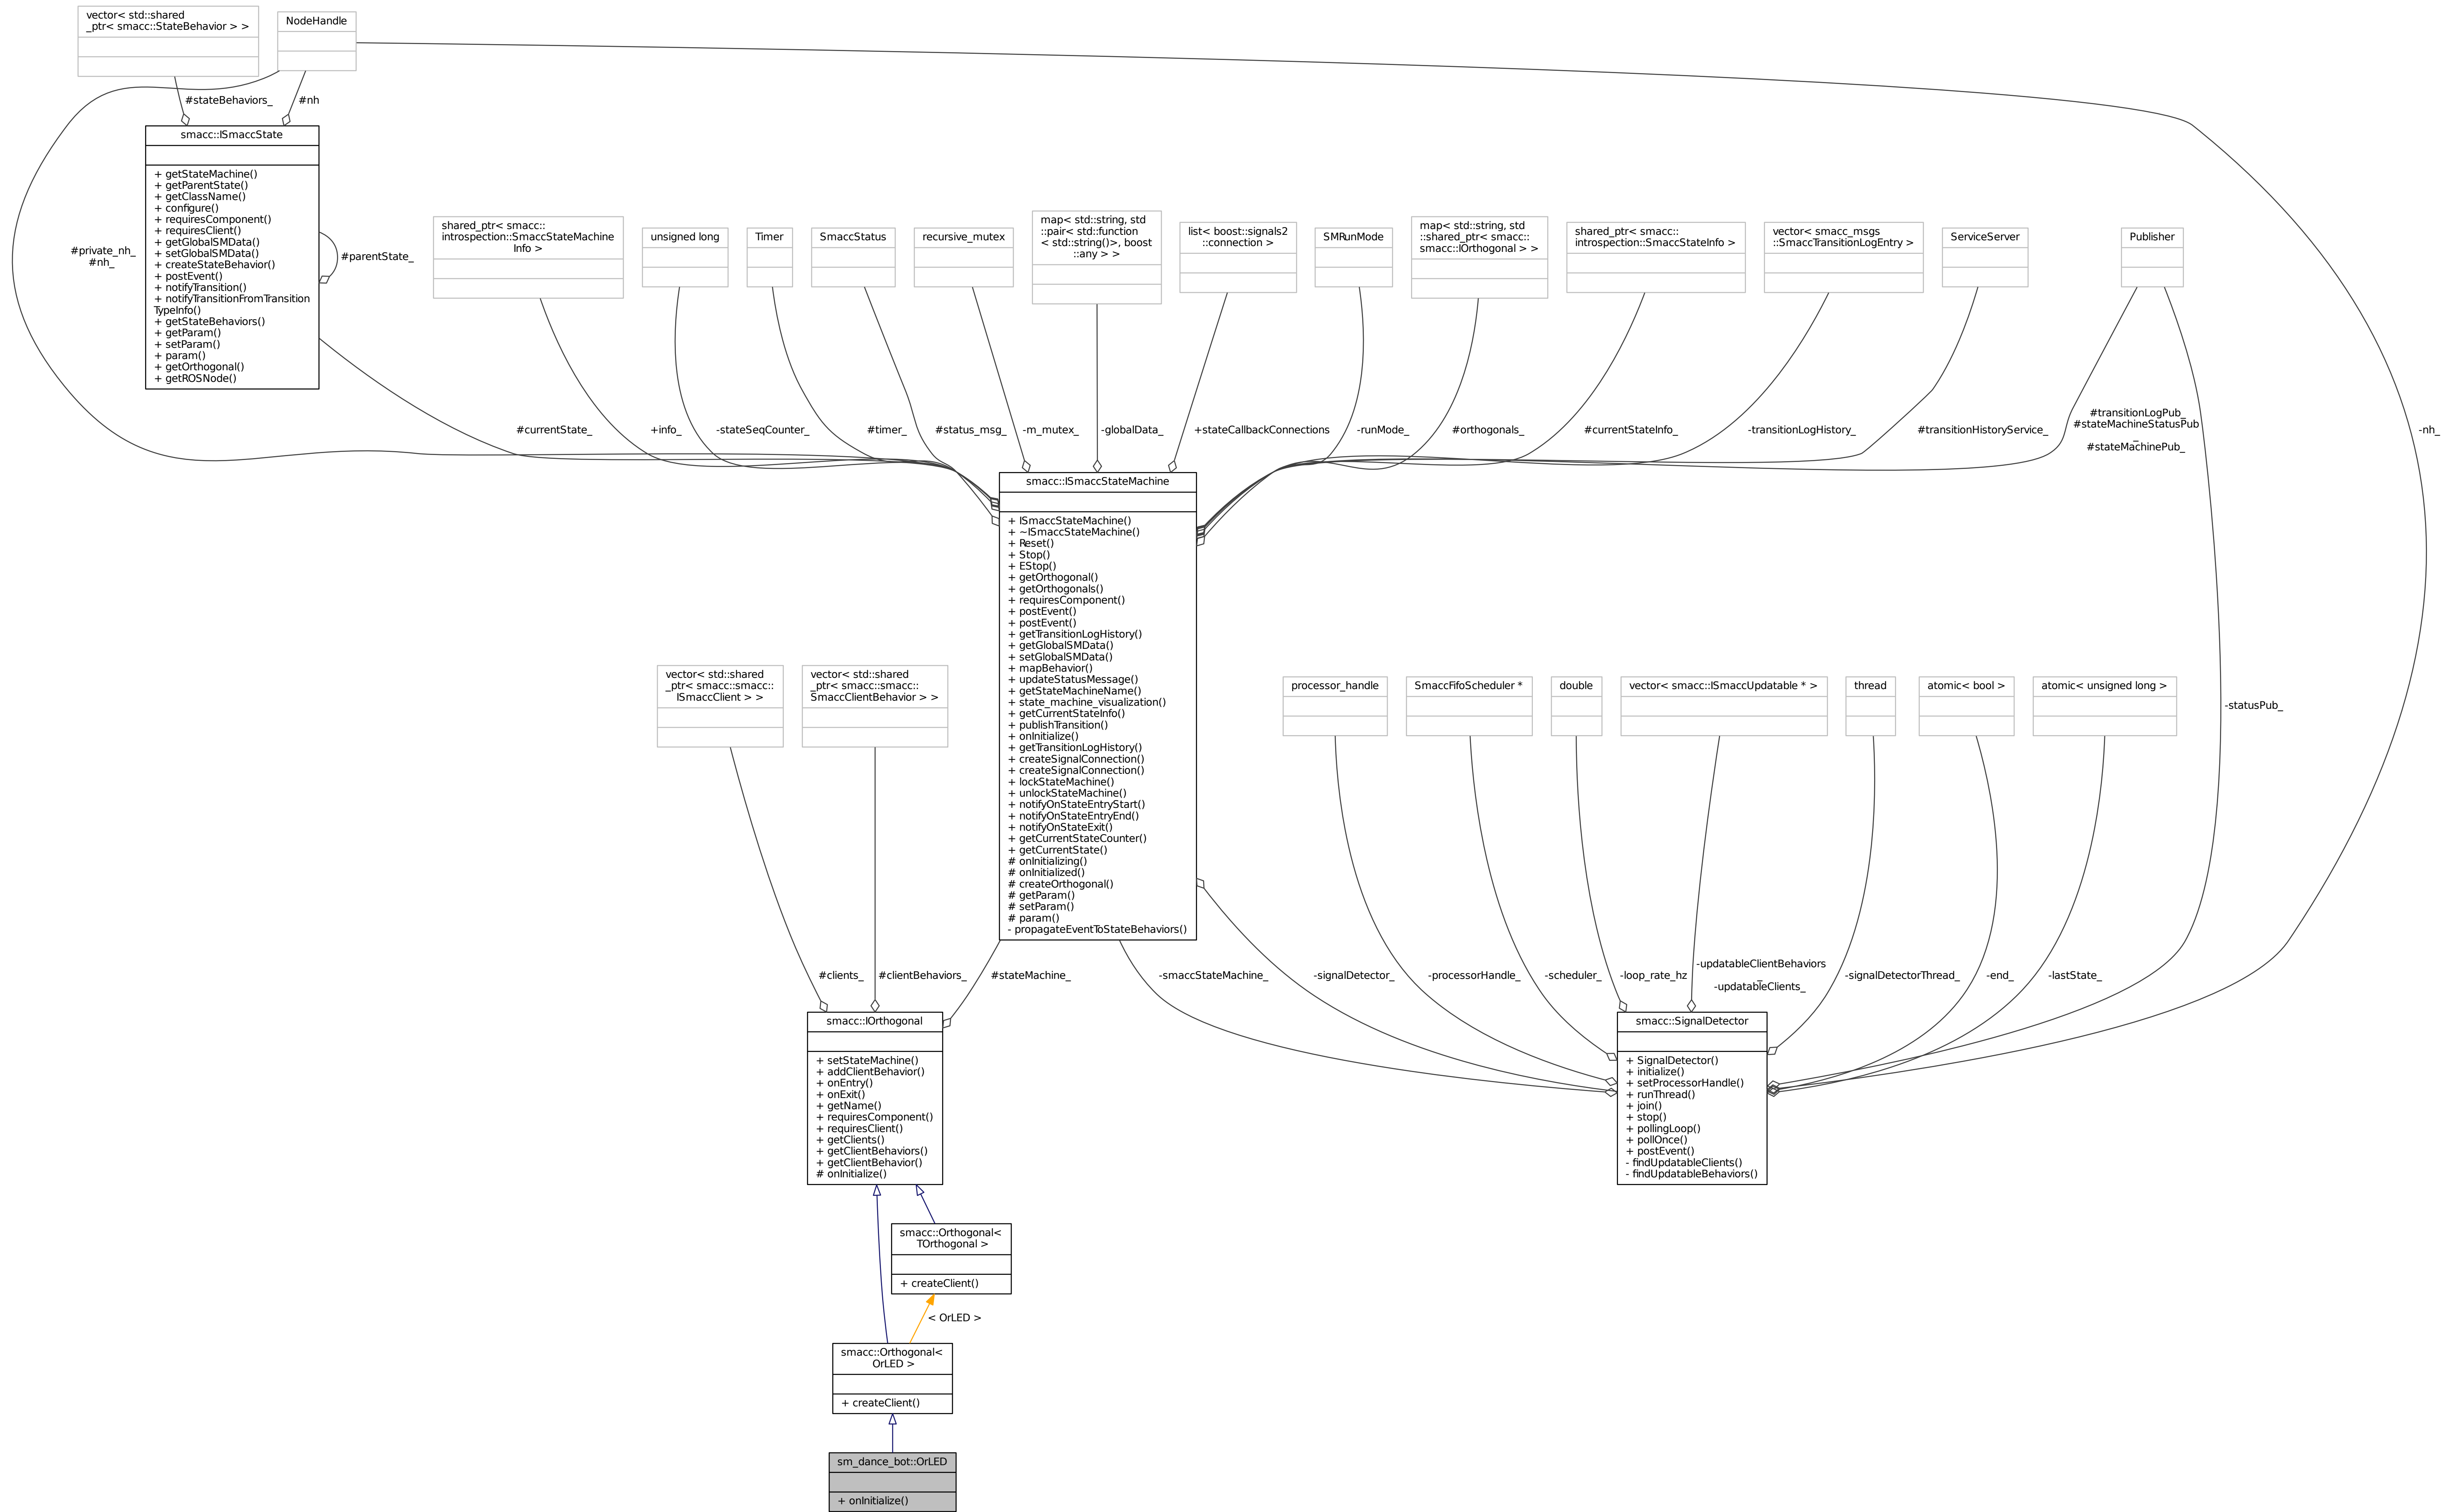 vector< std::shared
_ptr< smacc::StateBehavior > >
NodeHandle
#stateBehaviors_
#nh
smacc::ISmaccState
+ getStateMachine()
+ getParentState()
+ getClassName()
+ configure()
+ requiresComponent()
+ requiresClient()
+ getGlobalSMData()
+ setGlobalSMData()
+ createStateBehavior()
+ postEvent()
+ notifyTransition()
+ notifyTransitionFromTransition
TypeInfo()
+ getStateBehaviors()
+ getParam()
+ setParam()
+ param()
+ getOrthogonal()
+ getROSNode()
#private_nh_
#nh_
#parentState_
shared_ptr< smacc::
introspection::SmaccStateMachine
Info >
unsigned long
Timer
SmaccStatus
recursive_mutex
map< std::string, std
::pair< std::function
< std::string()>, boost
::any > >
list< boost::signals2
::connection >
SMRunMode
map< std::string, std
::shared_ptr< smacc::
smacc::IOrthogonal > >
shared_ptr< smacc::
introspection::SmaccStateInfo >
vector< smacc_msgs
::SmaccTransitionLogEntry >
ServiceServer
Publisher
#currentState_
+info_
-stateSeqCounter_
#timer_
#status_msg_
-m_mutex_
-globalData_
+stateCallbackConnections
-runMode_
#orthogonals_
#currentStateInfo_
-transitionLogHistory_
#transitionHistoryService_
#transitionLogPub_
#stateMachineStatusPub
_
#stateMachinePub_
-nh_
smacc::ISmaccStateMachine
+ ISmaccStateMachine()
+ ~ISmaccStateMachine()
+ Reset()
+ Stop()
+ EStop()
+ getOrthogonal()
+ getOrthogonals()
+ requiresComponent()
+ postEvent()
+ postEvent()
+ getTransitionLogHistory()
+ getGlobalSMData()
+ setGlobalSMData()
+ mapBehavior()
+ updateStatusMessage()
+ getStateMachineName()
+ state_machine_visualization()
+ getCurrentStateInfo()
+ publishTransition()
+ onInitialize()
+ getTransitionLogHistory()
+ createSignalConnection()
+ createSignalConnection()
+ lockStateMachine()
+ unlockStateMachine()
+ notifyOnStateEntryStart()
+ notifyOnStateEntryEnd()
+ notifyOnStateExit()
+ getCurrentStateCounter()
+ getCurrentState()
# onInitializing()
# onInitialized()
# createOrthogonal()
# getParam()
# setParam()
# param()
- propagateEventToStateBehaviors()
vector< std::shared
_ptr< smacc::smacc::
ISmaccClient > >
vector< std::shared
_ptr< smacc::smacc::
SmaccClientBehavior > >
processor_handle
SmaccFifoScheduler *
double
vector< smacc::ISmaccUpdatable * >
thread
atomic< bool >
atomic< unsigned long >
-statusPub_
#clients_
#clientBehaviors_
#stateMachine_
-smaccStateMachine_
-signalDetector_
-processorHandle_
-scheduler_
-loop_rate_hz
-updatableClientBehaviors
_
-updatableClients_
-signalDetectorThread_
-end_
-lastState_
smacc::IOrthogonal
+ setStateMachine()
+ addClientBehavior()
+ onEntry()
+ onExit()
+ getName()
+ requiresComponent()
+ requiresClient()
+ getClients()
+ getClientBehaviors()
+ getClientBehavior()
# onInitialize()
smacc::SignalDetector
+ SignalDetector()
+ initialize()
+ setProcessorHandle()
+ runThread()
+ join()
+ stop()
+ pollingLoop()
+ pollOnce()
+ postEvent()
- findUpdatableClients()
- findUpdatableBehaviors()
smacc::Orthogonal<
TOrthogonal >
+ createClient()
< OrLED >
smacc::Orthogonal<
OrLED >
+ createClient()
sm_dance_bot::OrLED
+ onInitialize()